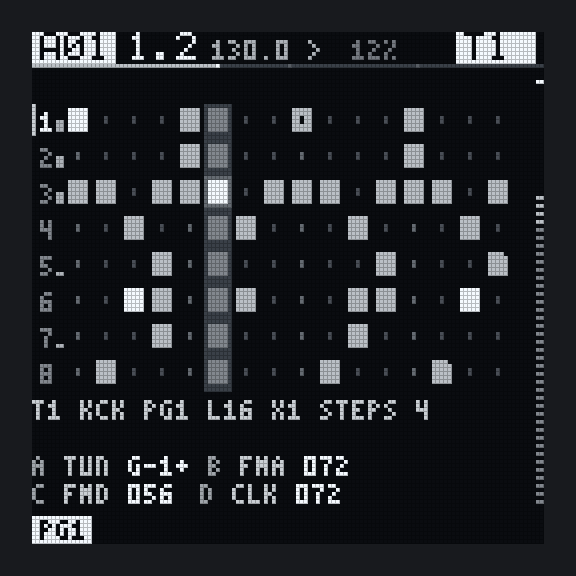 A01 1.2 130.0 > 12% T1
1
2
3
4
5
6
7
8
T1 KCK PG1 L16 X1 STEPS 4
A TUN G-1+ B FMA 072
C FMD 056 D CLK 072
PG1